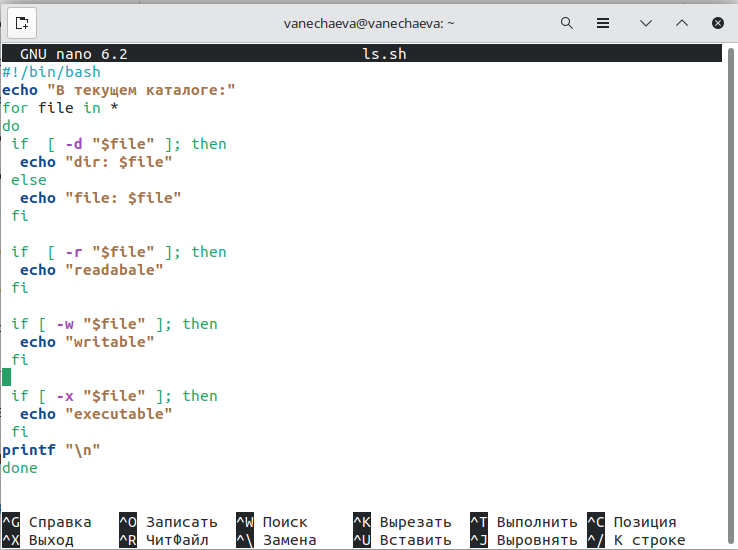 vanechaeva@vanechaeva: ~
GNU nano 6.2 ls.sh
#!/bin/bash
echo "В текущем каталоге:"
for file in *
do
if [ -d "$file" ]; then
echo "dir: $file"
else
echo "file: $file"
fi
if [ -r "$file" ]; then
echo "readabale"
fi
if [ -w "$file" ]; then
echo "writable"
fi
if [ -x "$file" ]; then
echo "executable"
fi
printf "\n"
done
^G Справка ^O Записать ^W Поиск ^K Вырезать ^T Выполнить ^C Позиция
^X Выход ^R ЧитФайл ^\ Замена ^U Вставить ^J Выровнять ^/ К строке